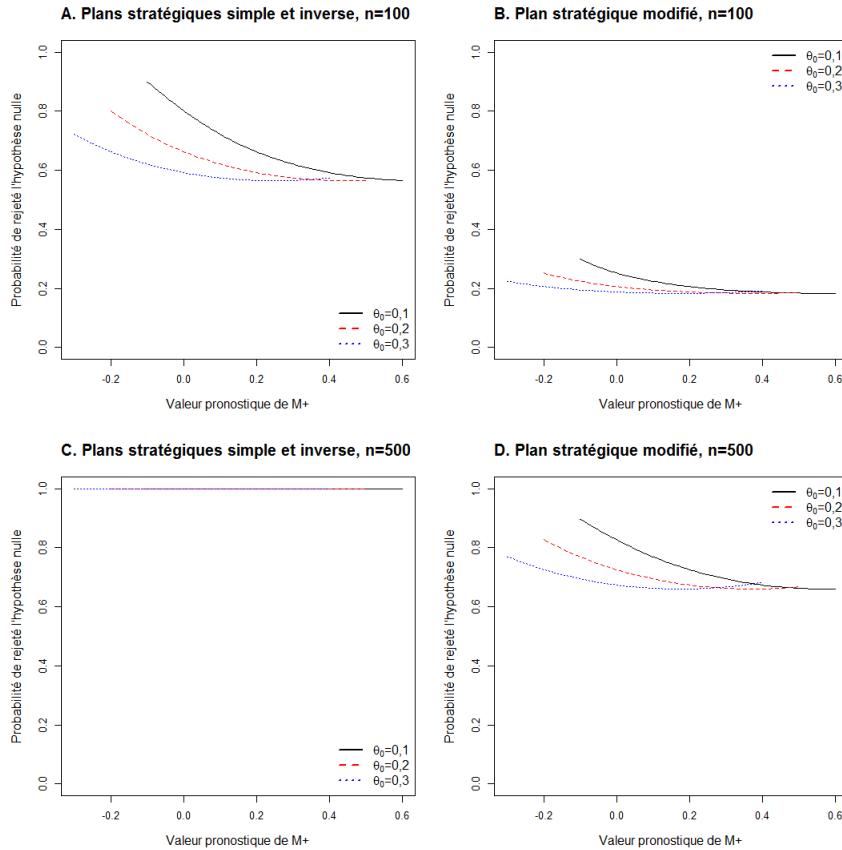 A. Plans stratégiques simple et inverse, n=100
Probabilité de rejeté l'hypothèse nulle
1.0
0.8
0.6
0.4
0.2
0.0
θ₀=0,1
θ₀=0,2
θ₀=0,3
-0.2 0.0 0.2 0.4 0.6
Valeur pronostique de M+
B. Plan stratégique modifié, n=100
Probabilité de rejeté l'hypothèse nulle
1.0
0.8
0.6
0.4
0.2
0.0
θ₀=0,1
θ₀=0,2
θ₀=0,3
-0.2 0.0 0.2 0.4 0.6
Valeur pronostique de M+
C. Plans stratégiques simple et inverse, n=500
Probabilité de rejeté l'hypothèse nulle
1.0
0.8
0.6
0.4
0.2
0.0
θ₀=0,1
θ₀=0,2
θ₀=0,3
-0.2 0.0 0.2 0.4 0.6
Valeur pronostique de M+
D. Plan stratégique modifié, n=500
Probabilité de rejeté l'hypothèse nulle
1.0
0.8
0.6
0.4
0.2
0.0
θ₀=0,1
θ₀=0,2
θ₀=0,3
-0.2 0.0 0.2 0.4 0.6
Valeur pronostique de M+